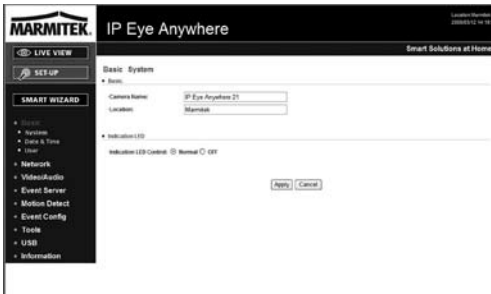 MARMITEK.
IP Eye Anywhere
Location Marmitek
Smart Solutions at Home
LIVE VIEW
SET-UP
SMART WIZARD
Basic
System
Date & Time
User
Network
Video/Audio
Event Server
Motion Detect
Event Config
Tools
USB
Information
Basic System
Basic
Camera Name: IP Eye Anywhere 21
Location: Marmitek
Indication LED
Indication LED Control: Normal OFF
Apply Cancel